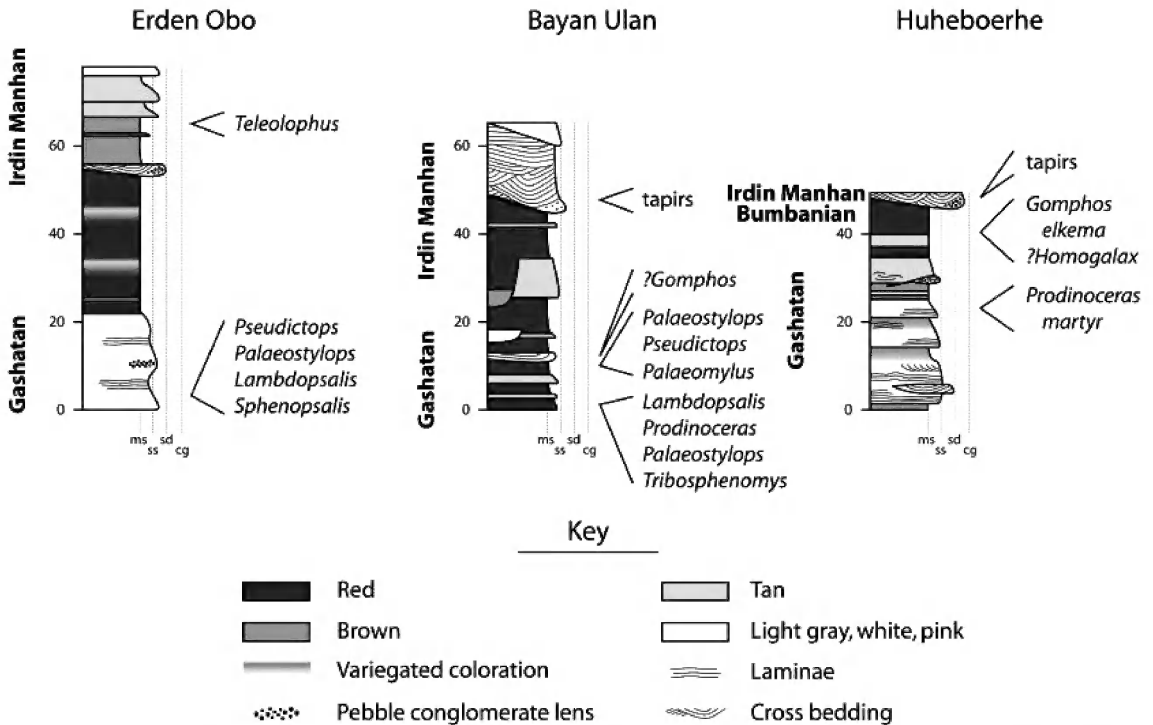 Erden Obo
Irdin Manhan
Gashatan
60
40
20
0
ms
ss
sd
cg
Teleolophus
Pseudictops
Palaeostylops
Lambdopsalis
Sphenopsalis
Bayan Ulan
Irdin Manhan
Gashatan
60
40
20
0
ms
ss
sd
cg
tapirs
?Gomphos
Palaeostylops
Pseudictops
Palaeomylus
Lambdopsalis
Prodinoceras
Palaeostylops
Tribosphenomys
Huheboerhe
Irdin Manhan
Bumbanian
Gashatan
40
20
0
ms
ss
sd
cg
tapirs
Gomphos
elkema
?Homogalax
Prodinoceras
martyr
Key
Red
Brown
Variegated coloration
Pebble conglomerate lens
Tan
Light gray, white, pink
Laminae
Cross bedding